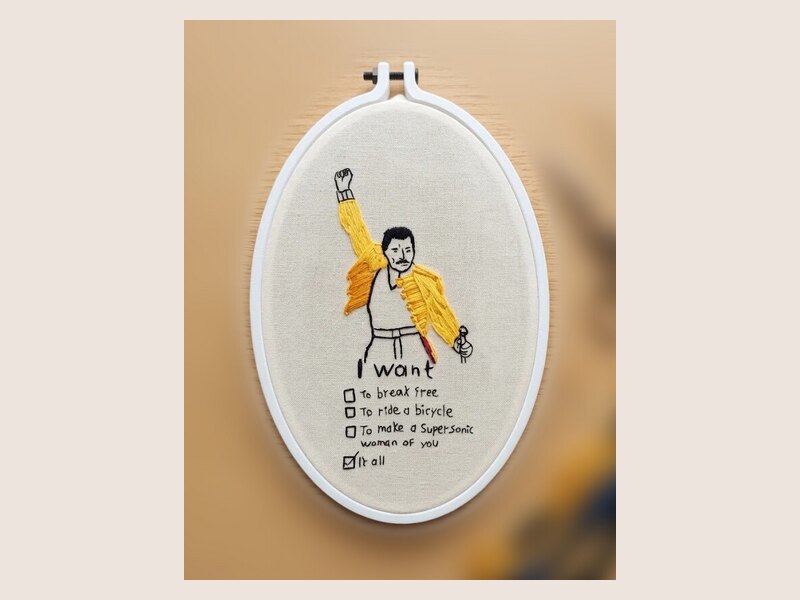 I want
To break free
To ride a bicycle
To make a Supersonic
woman of you
It all